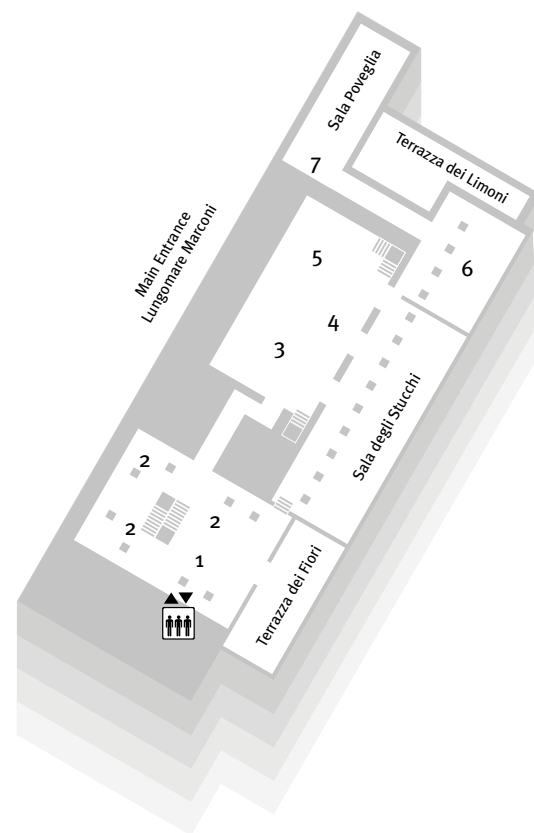 Sala Poveglia
Terrazza dei Limoni
7
Main Entrance
Lungomare Marconi
5
6
4
3
Sala degli Stucchi
2
2
2
1
Terrazza dei Fiori